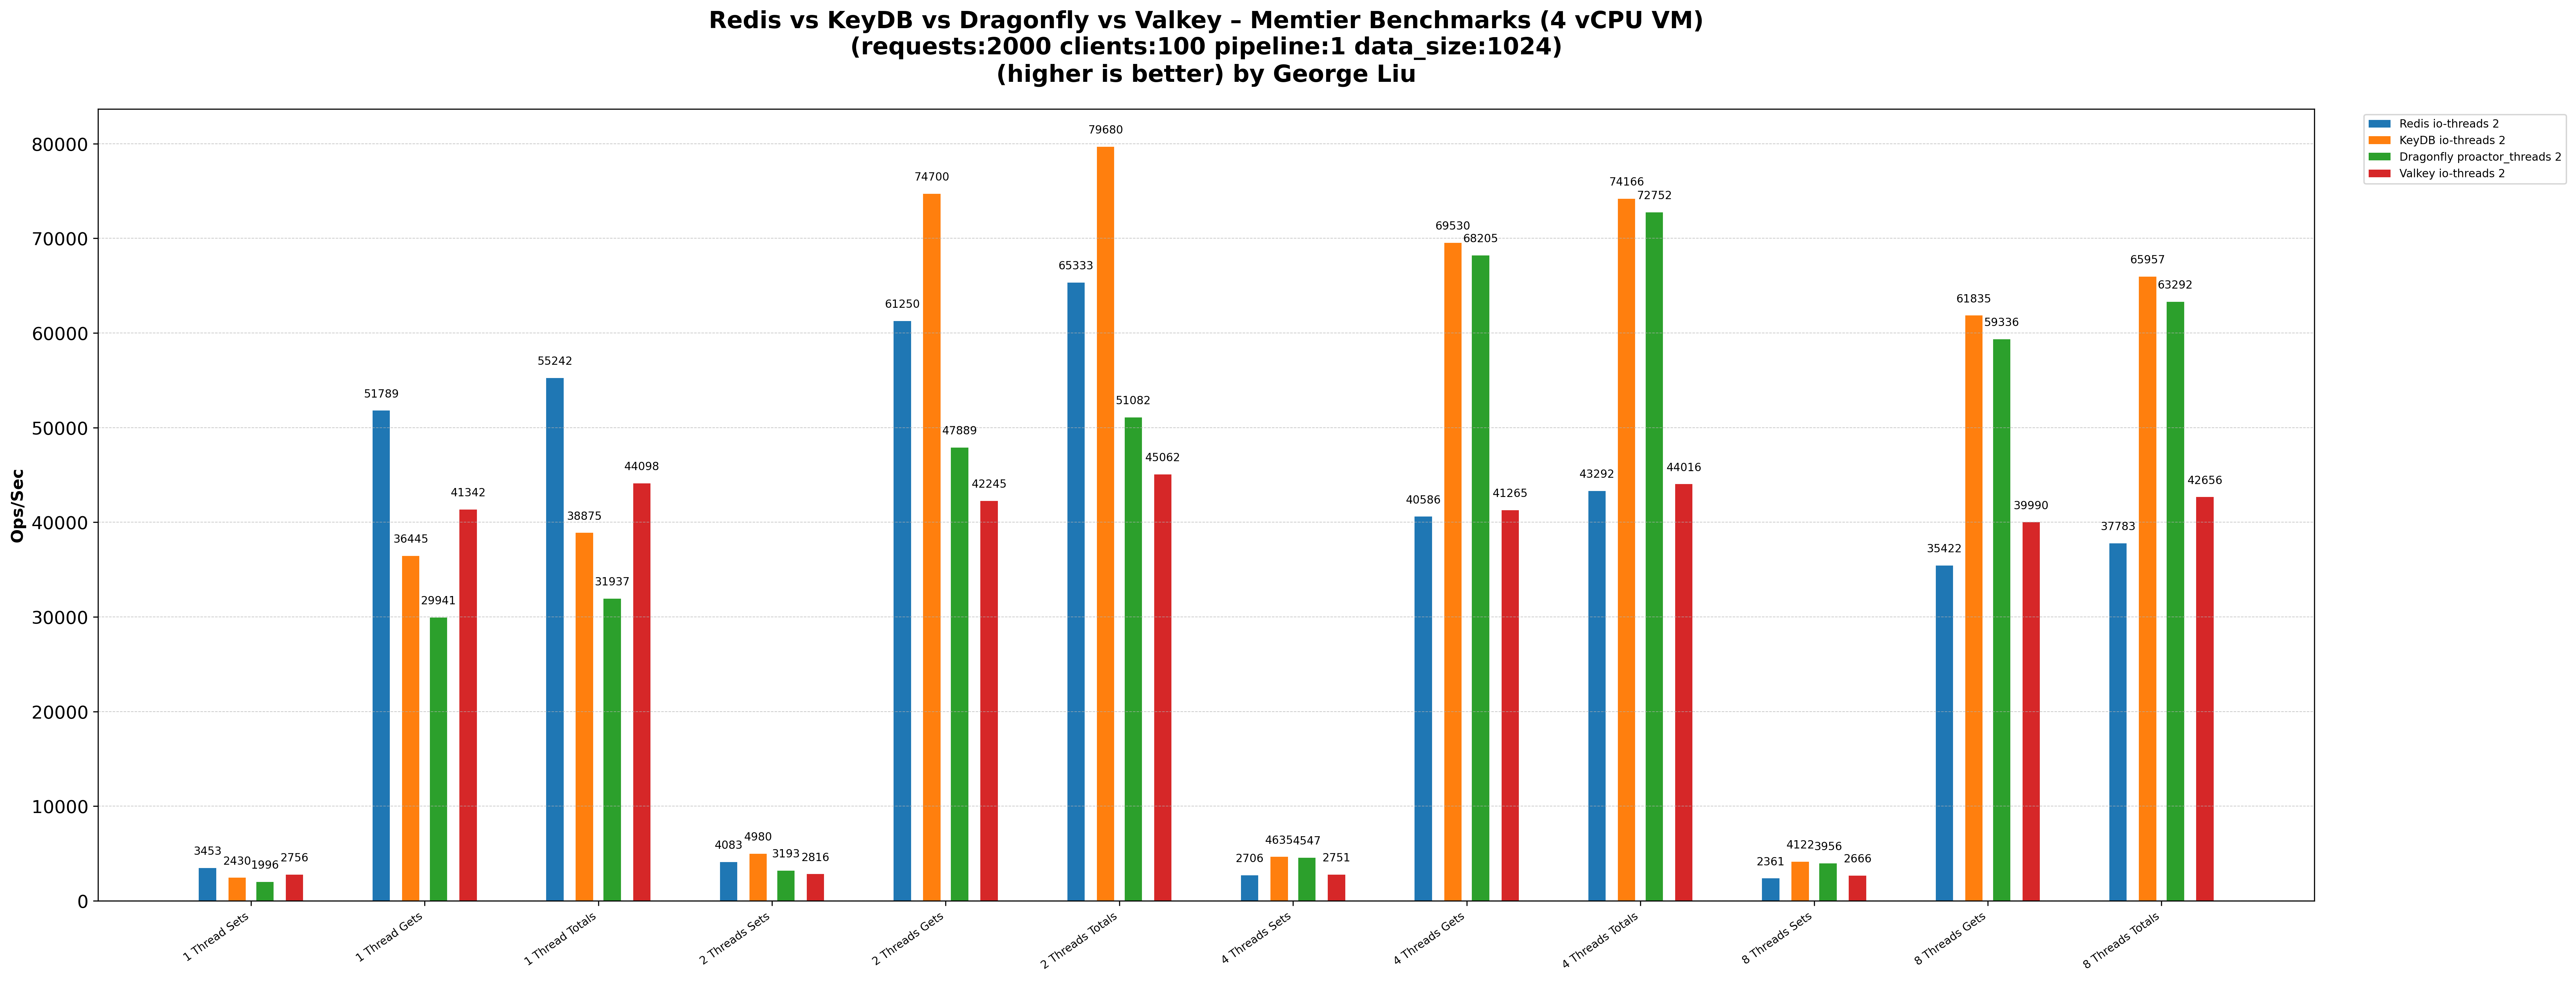 Redis vs KeyDB vs Dragonfly vs Valkey – Memtier Benchmarks (4 vCPU VM)
(requests:2000 clients:100 pipeline:1 data_size:1024)
(higher is better) by George Liu
Redis io-threads 2
KeyDB io-threads 2
Dragonfly proactor_threads 2
Valkey io-threads 2
Ops/Sec
80000
70000
60000
50000
40000
30000
20000
10000
0
3453
2430
1996
2756
51789
36445
29941
41342
55242
38875
31937
44098
4083
4980
3193
2816
61250
74700
47889
42245
65333
79680
51082
45062
2706
4635
4547
2751
40586
69530
68205
41265
43292
74166
72752
44016
2361
4122
3956
2666
35422
61835
59336
39990
37783
65957
63292
42656
1 Thread Sets
1 Thread Gets
1 Thread Totals
2 Threads Sets
2 Threads Gets
2 Threads Totals
4 Threads Sets
4 Threads Gets
4 Threads Totals
8 Threads Sets
8 Threads Gets
8 Threads Totals